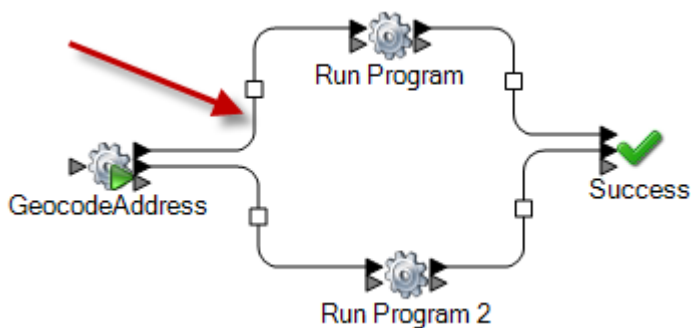 Run Program
GeocodeAddress
Success
Run Program 2